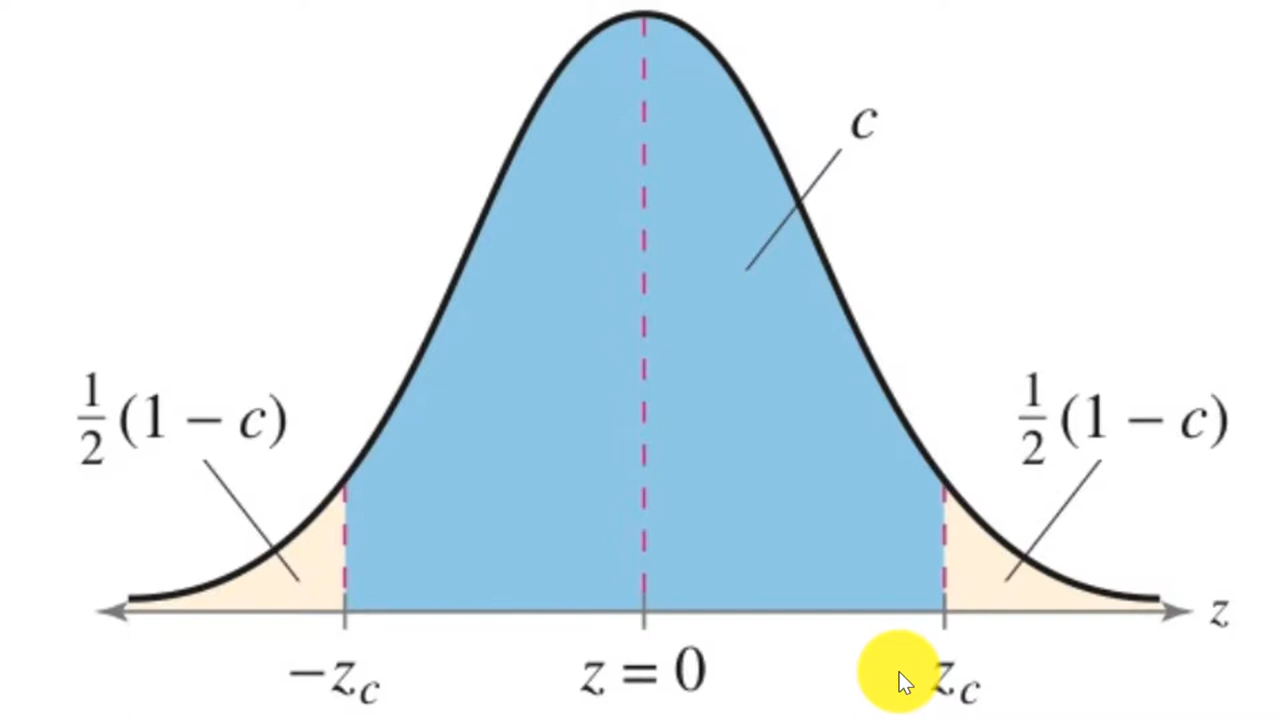 c
½(1 − c)
½(1 − c)
z
−z_c
z = 0
z_c